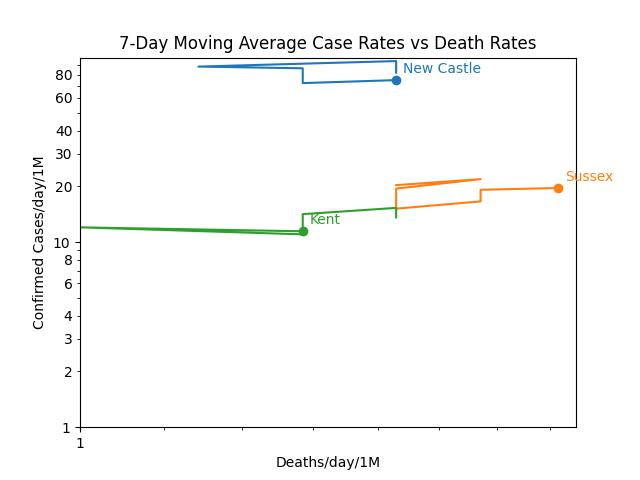 7-Day Moving Average Case Rates vs Death Rates
80
60
40
30
20
10
8
6
4
3
2
1
1
Confirmed Cases/day/1M
Deaths/day/1M
New Castle
Sussex
Kent